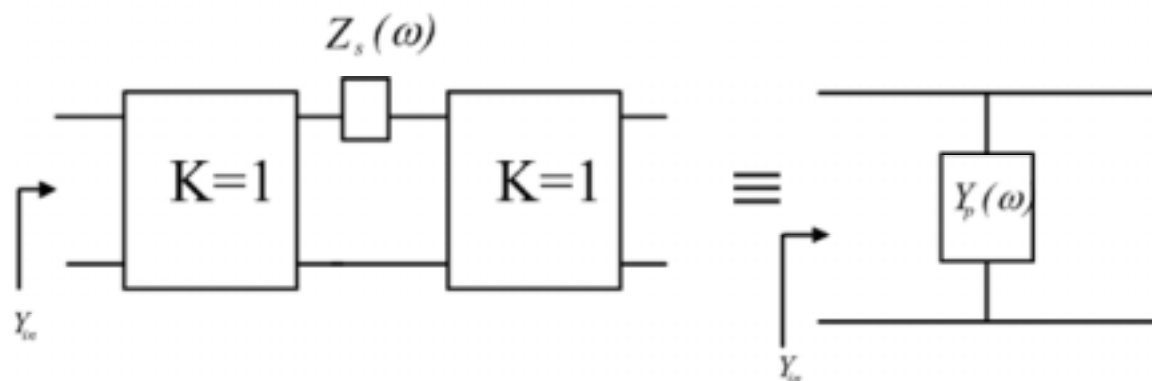 Z_s(ω)
K=1
K=1
≡
Y_p(ω)
Y_in
Y_in